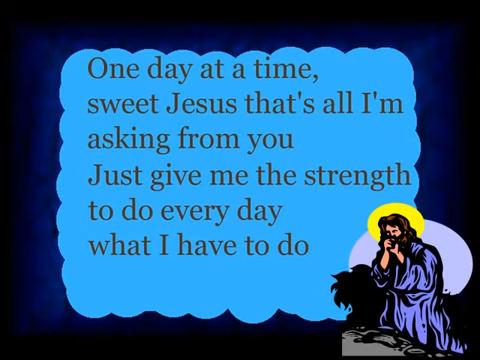 One day at a time,
sweet Jesus that's all I'm
asking from you
Just give me the strength
to do every day
what I have to do